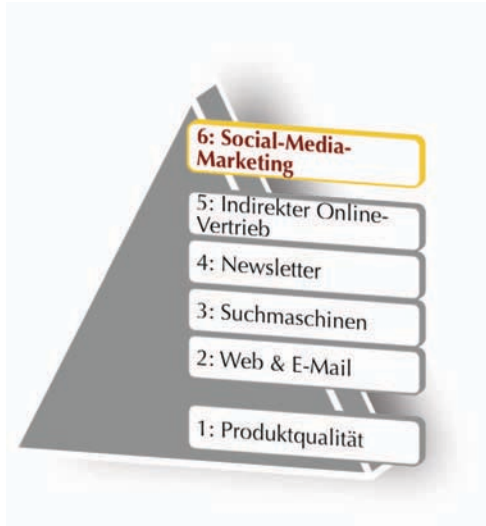 6: Social-Media-
Marketing
5: Indirekter Online-
Vertrieb
4: Newsletter
3: Suchmaschinen
2: Web & E-Mail
1: Produktqualität